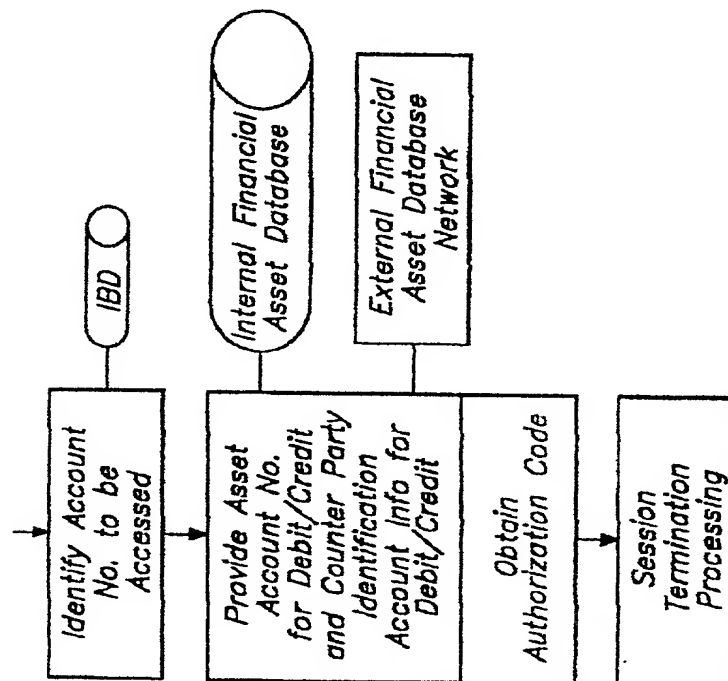 Identify Account
No. to be
Accessed
IBD
Provide Asset
Account No.
for Debit/Credit
and Counter Party
Identification
Account Info for
Debit/Credit
Internal Financial
Asset Database
External Financial
Asset Database
Network
Obtain
Authorization Code
Session
Termination
Processing